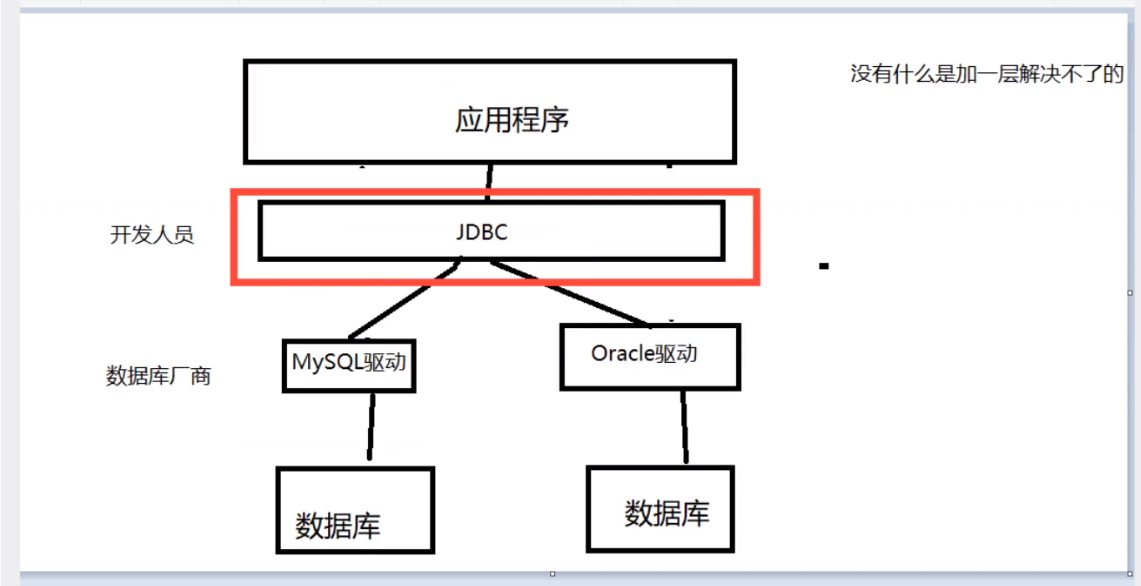 没有什么是加一层解决不了的
应用程序
开发人员
JDBC
数据库厂商
MySQL驱动
Oracle驱动
数据库
数据库